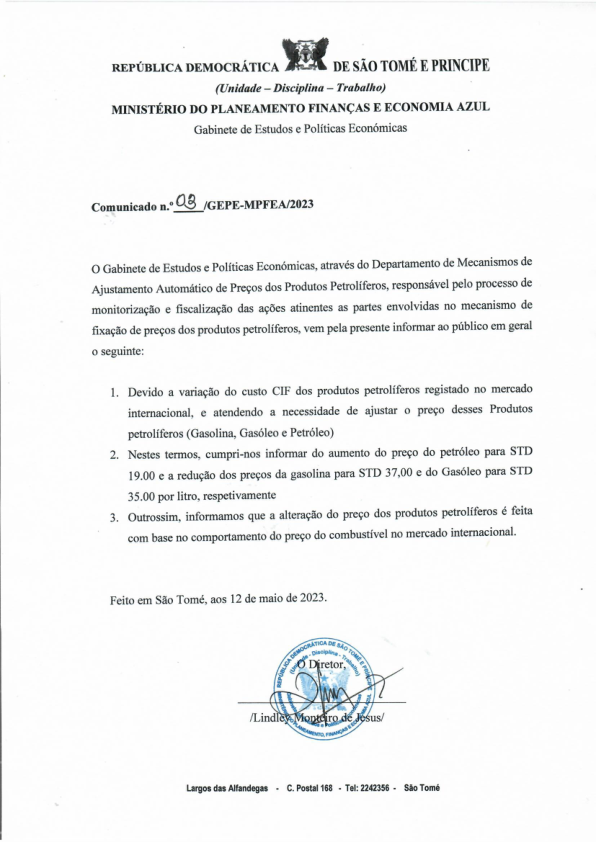 REPÚBLICA DEMOCRÁTICA DE SÃO TOMÉ E PRINCIPE
(Unidade – Disciplina – Trabalho)
MINISTÉRIO DO PLANEAMENTO FINANÇAS E ECONOMIA AZUL
Gabinete de Estudos e Políticas Económicas
Comunicado n.º 03 /GEPE-MPFEA/2023
O Gabinete de Estudos e Políticas Económicas, através do Departamento de Mecanismos de
Ajustamento Automático de Preços dos Produtos Petrolíferos, responsável pelo processo de
monitorização e fiscalização das ações atinentes as partes envolvidas no mecanismo de
fixação de preços dos produtos petrolíferos, vem pela presente informar ao público em geral
o seguinte:
1. Devido a variação do custo CIF dos produtos petrolíferos registado no mercado
internacional, e atendendo a necessidade de ajustar o preço desses Produtos
petrolíferos (Gasolina, Gasóleo e Petróleo)
2. Nestes termos, cumpri-nos informar do aumento do preço do petróleo para STD
19.00 e a redução dos preços da gasolina para STD 37,00 e do Gasóleo para STD
35.00 por litro, respetivamente
3. Outrossim, informamos que a alteração do preço dos produtos petrolíferos é feita
com base no comportamento do preço do combustível no mercado internacional.
Feito em São Tomé, aos 12 de maio de 2023.
REPÚBLICA DEMOCRÁTICA DE SÃO TOMÉ E PRINCIPE
(Unidade - Disciplina - Trabalho)
O Diretor,
/Lindley Monteiro de Jesus/
MINISTÉRIO DO PLANEAMENTO, FINANÇAS E ECONOMIA AZUL
Largos das Alfandegas - C. Postal 168 - Tel: 2242356 - São Tomé